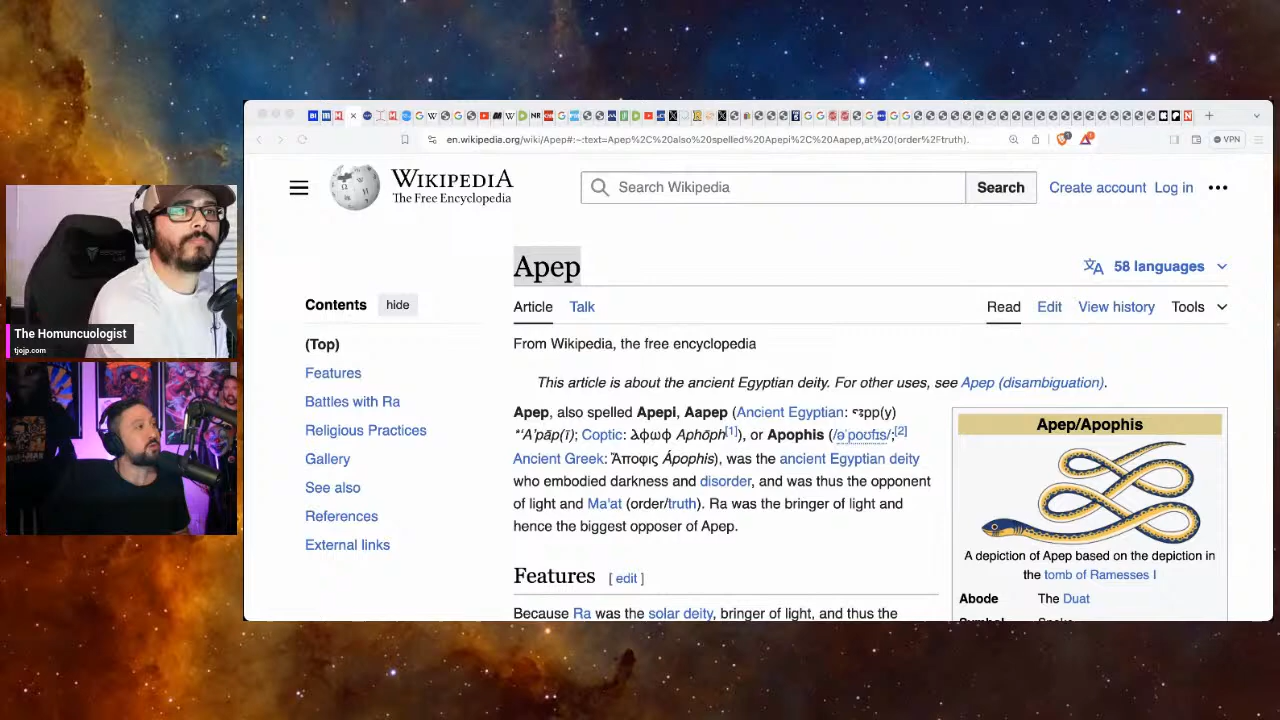 en.wikipedia.org/wiki/Apep#:~:text=Apep%2C%20also%20spelled%20Apepi%2C%20Aapep,at%20(order%2Ftruth).
VPN
WIKIPEDIA
The Free Encyclopedia
Search Wikipedia
Search
Create account Log in
Apep
58 languages
Article Talk
Read Edit View history Tools
From Wikipedia, the free encyclopedia
Contents hide
(Top)
Features
Battles with Ra
Religious Practices
Gallery
See also
References
External links
This article is about the ancient Egyptian deity. For other uses, see Apep (disambiguation).
Apep, also spelled Apepi, Aapep (Ancient Egyptian:
Coptic: Aphōph[1]), or Apophis (/əˈpoʊfɪs/;[2]
Ancient Greek: Ἄποφις Ápophis), was the ancient Egyptian deity
who embodied darkness and disorder, and was thus the opponent
of light and Ma'at (order/truth). Ra was the bringer of light and
hence the biggest opposer of Apep.
Features [ edit ]
Because Ra was the solar deity, bringer of light, and thus the
Apep/Apophis
A depiction of Apep based on the depiction in
the tomb of Ramesses I
Abode The Duat
The Homuncuologist
tjojp.com